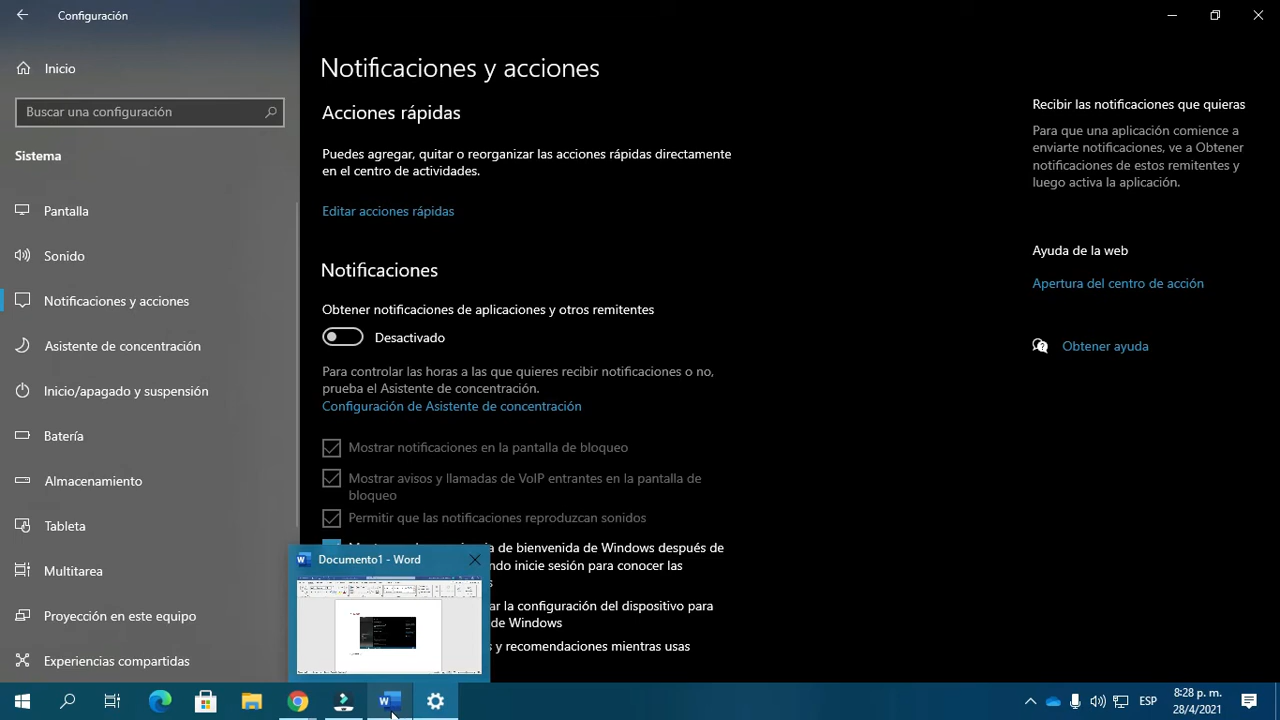 Configuración
Inicio
Buscar una configuración
Sistema
Pantalla
Sonido
Notificaciones y acciones
Asistente de concentración
Inicio/apagado y suspensión
Batería
Almacenamiento
Tableta
Multitarea
Proyección en este equipo
Experiencias compartidas
Notificaciones y acciones
Acciones rápidas
Puedes agregar, quitar o reorganizar las acciones rápidas directamente
en el centro de actividades.
Editar acciones rápidas
Notificaciones
Obtener notificaciones de aplicaciones y otros remitentes
Desactivado
Para controlar las horas a las que quieres recibir notificaciones o no,
prueba el Asistente de concentración.
Configuración de Asistente de concentración
Mostrar notificaciones en la pantalla de bloqueo
Mostrar avisos y llamadas de VoIP entrantes en la pantalla de
bloqueo
Permitir que las notificaciones reproduzcan sonidos
de bienvenida de Windows después de
inicie sesión para conocer las
la configuración del dispositivo para
de Windows
y recomendaciones mientras usas
Recibir las notificaciones que quieras
Para que una aplicación comience a
enviarte notificaciones, ve a Obtener
notificaciones de estos remitentes y
luego activa la aplicación.
Ayuda de la web
Apertura del centro de acción
Obtener ayuda
Documento1 - Word
ESP
8:28 p. m.
28/4/2021